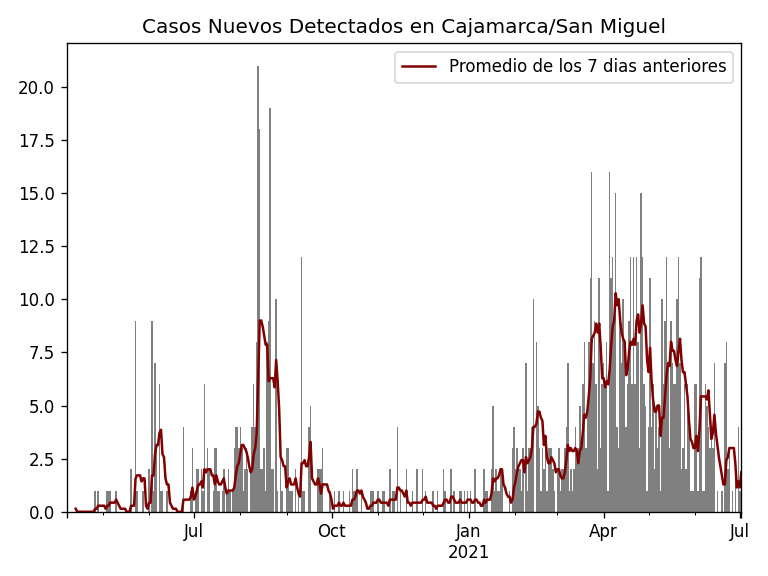 Casos Nuevos Detectados en Cajamarca/San Miguel
Promedio de los 7 dias anteriores
20.0
17.5
15.0
12.5
10.0
7.5
5.0
2.5
0.0
Jul
Oct
Jan
2021
Apr
Jul